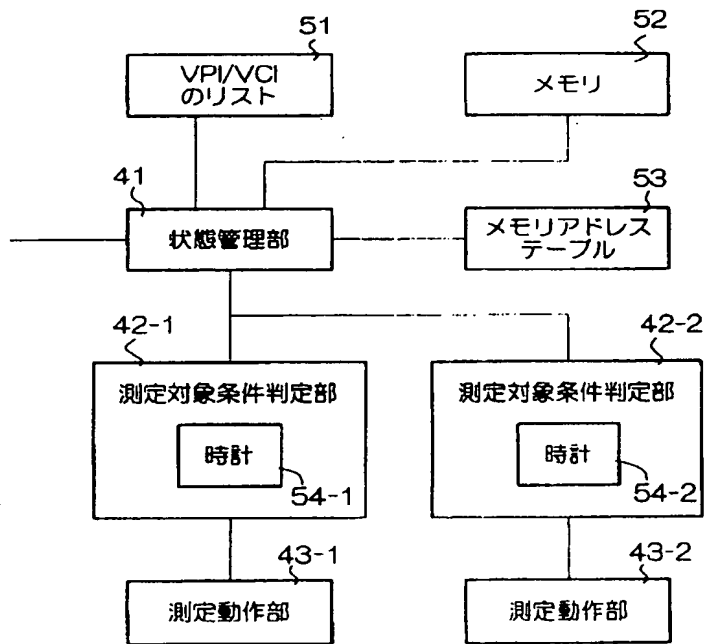 51
52
VPI/VCI
のリスト
メモリ
41
53
状態管理部
メモリアドレス
テーブル
42-1
42-2
測定対象条件判定部
測定対象条件判定部
時計
時計
54-1
54-2
43-1
43-2
測定動作部
測定動作部